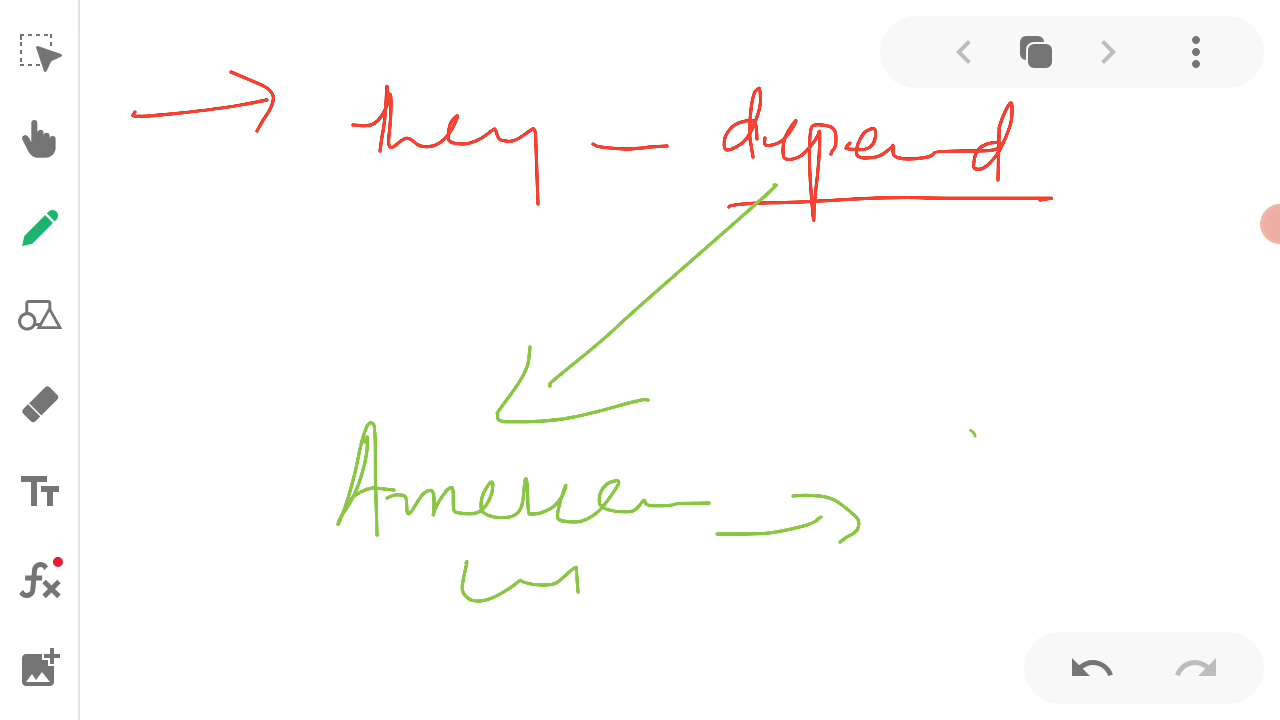 → they — depend
America →